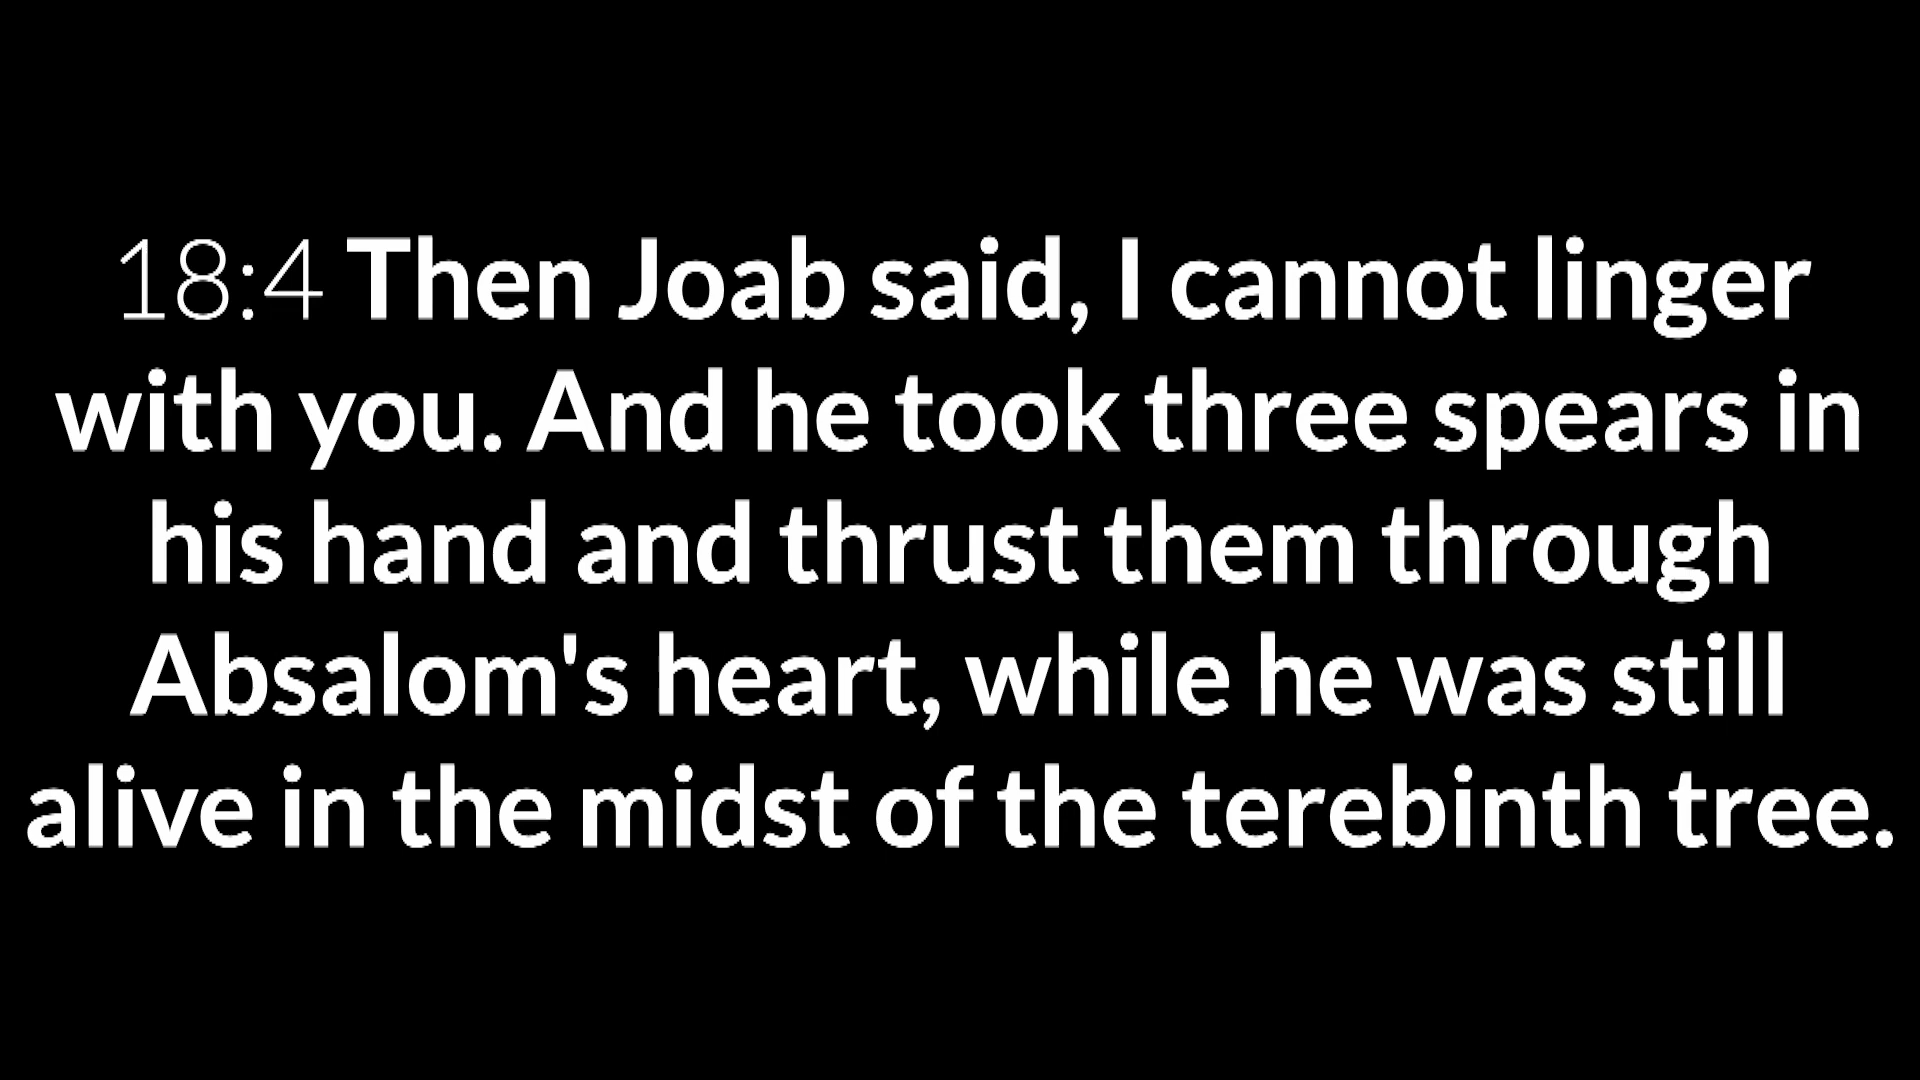 18:4 Then Joab said, I cannot linger
with you. And he took three spears in
his hand and thrust them through
Absalom's heart, while he was still
alive in the midst of the terebinth tree.